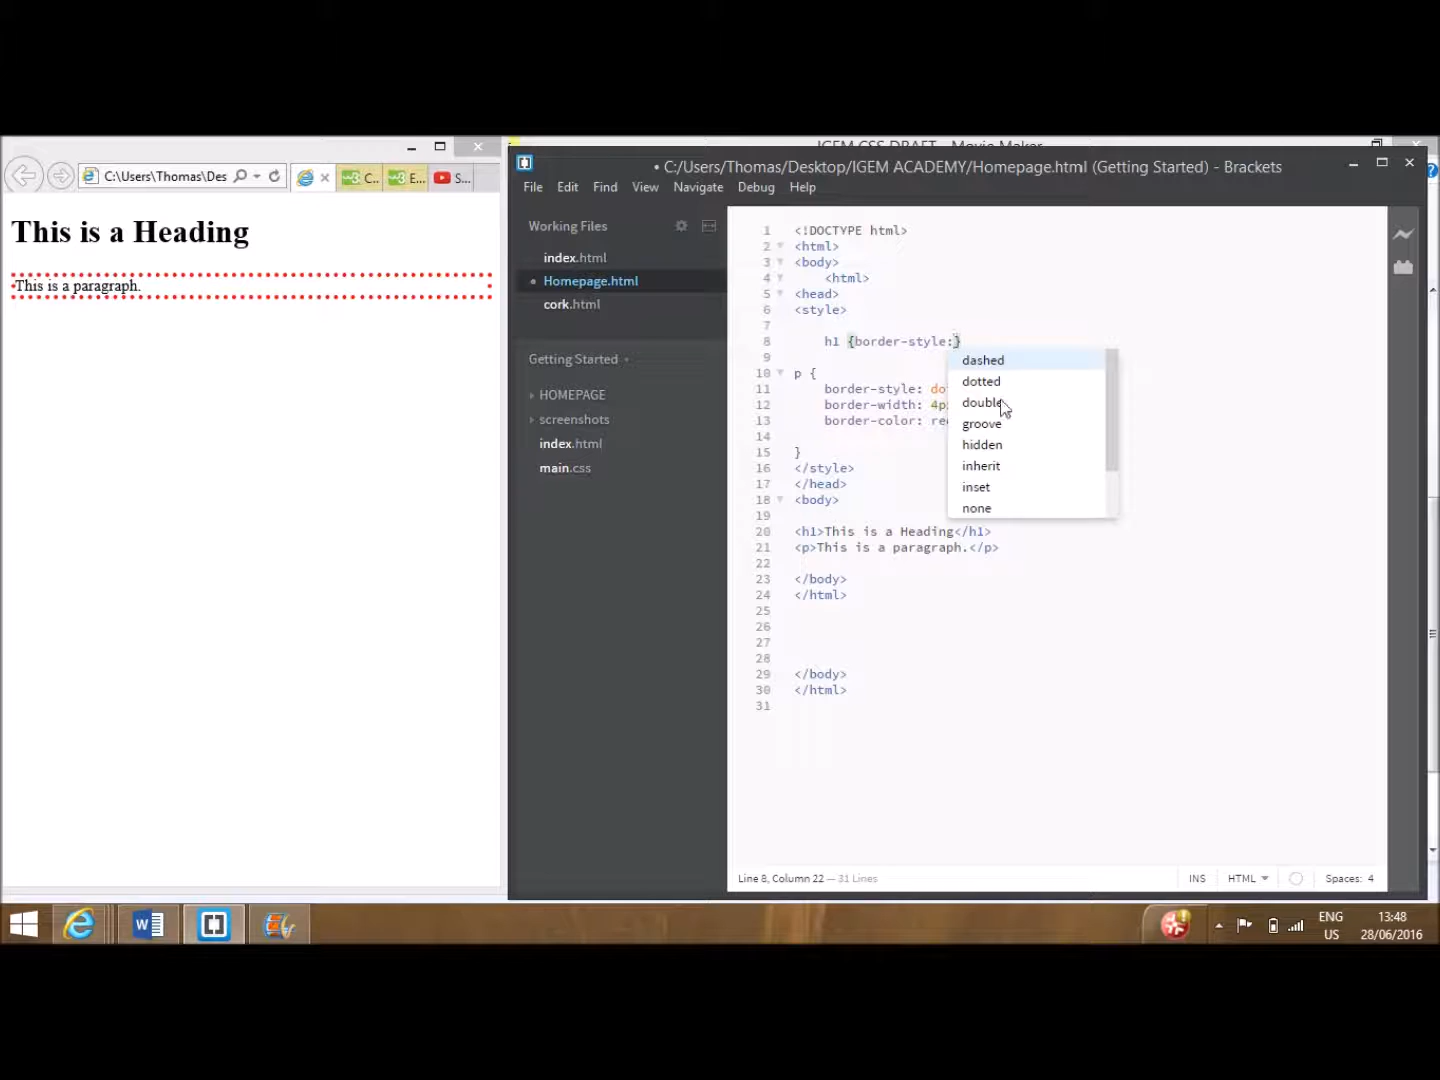 IGEM CSS DRAFT - Movie Maker
C:\Users\Thomas\Des
C...
E...
S...
This is a Heading
This is a paragraph.
• C:/Users/Thomas/Desktop/IGEM ACADEMY/Homepage.html (Getting Started) - Brackets
File Edit Find View Navigate Debug Help
Working Files
index.html
Homepage.html
cork.html
Getting Started
HOMEPAGE
screenshots
index.html
main.css
1 <!DOCTYPE html>
2 <html>
3 <body>
4 <html>
5 <head>
6 <style>
7
8 h1 {border-style:}
9
10 p {
11 border-style: do
12 border-width: 4p
13 border-color: re
14
15 }
16 </style>
17 </head>
18 <body>
19
20 <h1>This is a Heading</h1>
21 <p>This is a paragraph.</p>
22
23 </body>
24 </html>
25
26
27
28
29 </body>
30 </html>
31
dashed
dotted
double
groove
hidden
inherit
inset
none
Line 8, Column 22 — 31 Lines
INS HTML Spaces: 4
ENG
US
13:48
28/06/2016